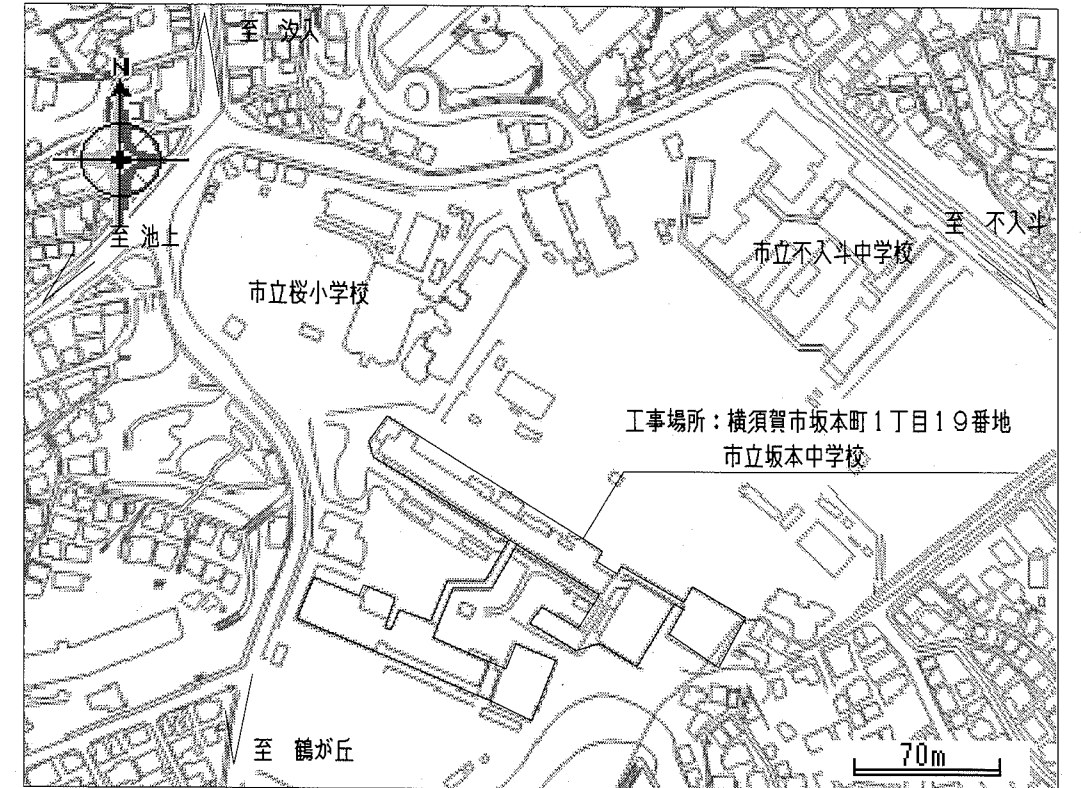 至　汐入
N
至 池上
至　不入斗
市立不入斗中学校
市立桜小学校
工事場所：横須賀市坂本町１丁目１９番地
市立坂本中学校
至　鶴が丘
70m